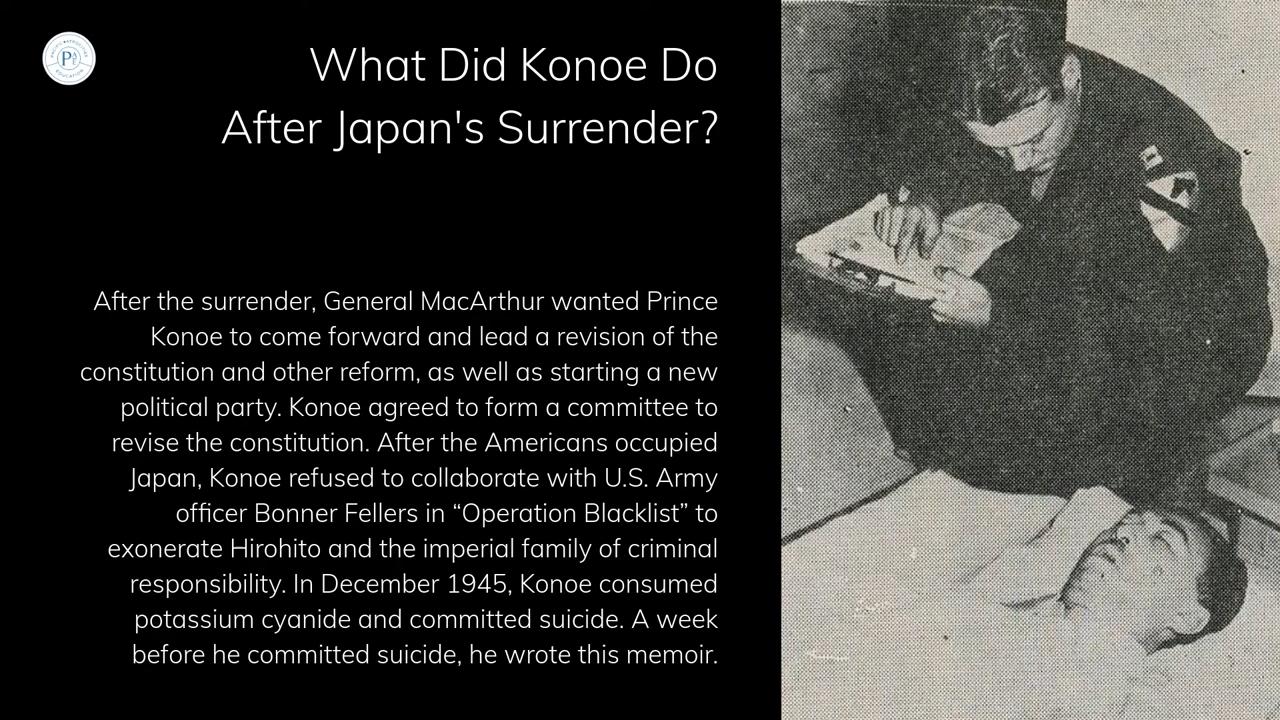 What Did Konoe Do
After Japan's Surrender?
After the surrender, General MacArthur wanted Prince
Konoe to come forward and lead a revision of the
constitution and other reform, as well as starting a new
political party. Konoe agreed to form a committee to
revise the constitution. After the Americans occupied
Japan, Konoe refused to collaborate with U.S. Army
officer Bonner Fellers in “Operation Blacklist” to
exonerate Hirohito and the imperial family of criminal
responsibility. In December 1945, Konoe consumed
potassium cyanide and committed suicide. A week
before he committed suicide, he wrote this memoir.